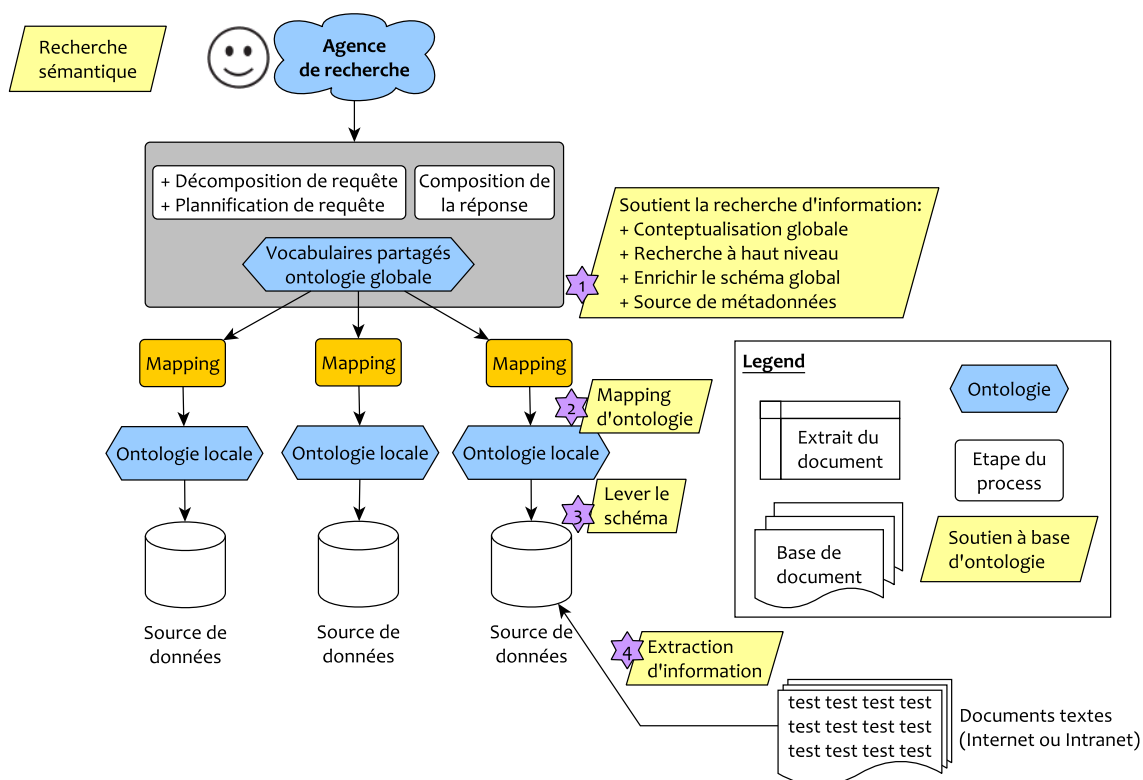 Recherche
sémantique
Agence
de recherche
+ Décomposition de requête
+ Plannification de requête
Composition de
la réponse
Vocabulaires partagés
ontologie globale
1
Soutient la recherche d'information:
+ Conteptualisation globale
+ Recherche à haut niveau
+ Enrichir le schéma global
+ Source de métadonnées
Mapping
Mapping
Mapping
2
Mapping
d'ontologie
Ontologie locale
Ontologie locale
Ontologie locale
3
Lever le
schéma
Source de
données
Source de
données
Source de
données
4
Extraction
d'information
test test test test
test test test test
test test test test
Documents textes
(Internet ou Intranet)
Legend
Ontologie
Extrait du
document
Etape du
process
Base de
document
Soutien à base
d'ontologie